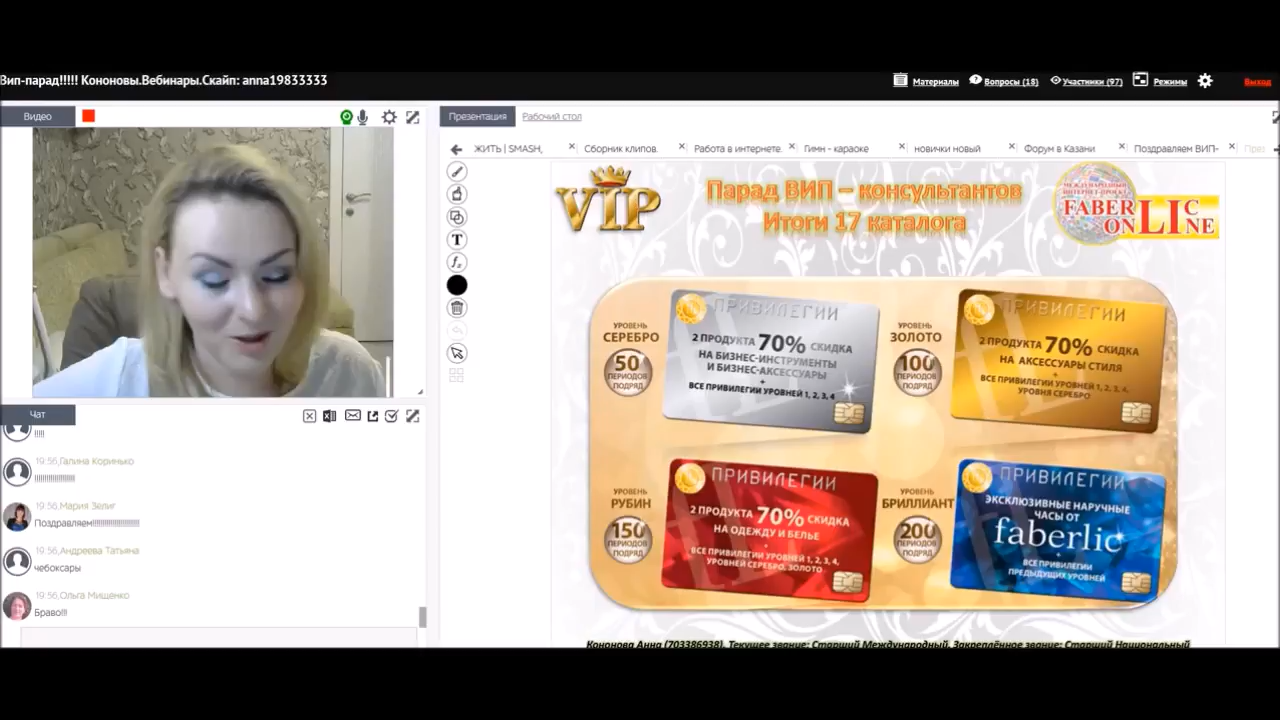 Вип-парад!!!!! Кононовы.Вебинары.Скайп: anna19833333
Материалы
Вопросы (18)
Участники (97)
Режимы
Выход
Видео
Презентация
Рабочий стол
ЖИТЬ | SMASH,
Сборник клипов.
Работа в интернете.
Гимн - караоке
новички новый
Форум в Казани
Поздравляем ВИП-
През
VIP
Парад ВИП – консультантов
Итоги 17 каталога
МЕЖДУНАРОДНЫЙ
ИНТЕРНЕТ-ПРОЕКТ
FABERLIC
ONLINE
УРОВЕНЬ
СЕРЕБРО
50
ПЕРИОДОВ
ПОДРЯД
ПРИВИЛЕГИИ
2 ПРОДУКТА 70% СКИДКА
НА БИЗНЕС-ИНСТРУМЕНТЫ
И БИЗНЕС-АКСЕССУАРЫ
+
ВСЕ ПРИВИЛЕГИИ УРОВНЕЙ 1, 2, 3, 4
УРОВЕНЬ
ЗОЛОТО
100
ПЕРИОДОВ
ПОДРЯД
ПРИВИЛЕГИИ
2 ПРОДУКТА 70% СКИДКА
НА АКСЕССУАРЫ СТИЛЯ
+
ВСЕ ПРИВИЛЕГИИ УРОВНЕЙ 1, 2, 3, 4,
УРОВНЯ СЕРЕБРО
УРОВЕНЬ
РУБИН
150
ПЕРИОДОВ
ПОДРЯД
ПРИВИЛЕГИИ
2 ПРОДУКТА 70% СКИДКА
НА ОДЕЖДУ И БЕЛЬЕ
+
ВСЕ ПРИВИЛЕГИИ УРОВНЕЙ 1, 2, 3, 4,
УРОВНЕЙ СЕРЕБРО, ЗОЛОТО
УРОВЕНЬ
БРИЛЛИАНТ
200
ПЕРИОДОВ
ПОДРЯД
ПРИВИЛЕГИИ
ЭКСКЛЮЗИВНЫЕ НАРУЧНЫЕ
ЧАСЫ ОТ
faberlic
+
ВСЕ ПРИВИЛЕГИИ
ПРЕДЫДУЩИХ УРОВНЕЙ
Кононова Анна (703386938), Текущее звание: Старший Международный, Закреплённое звание: Старший Национальный
Чат
!!!!!
19:56, Галина Коринько
!!!!!!!!!!!!!!!!!!!
19:56, Мария Зелиг
Поздравляем!!!!!!!!!!!!!!!!!!!!!
19:56, Андреева Татьяна
чебоксары
19:56, Ольга Мищенко
Браво!!!